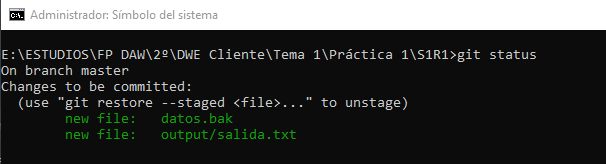 Administrador: Símbolo del sistema
E:\ESTUDIOS\FP DAW\2º\DWE Cliente\Tema 1\Práctica 1\S1R1>git status
On branch master
Changes to be committed:
  (use "git restore --staged <file>..." to unstage)
        new file:   datos.bak
        new file:   output/salida.txt